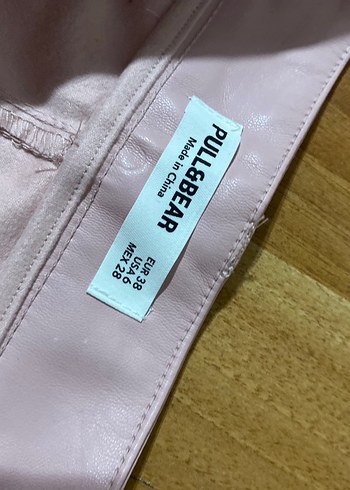 PULL&BEAR
Made in China
EUR 38
USA 6
MEX 28